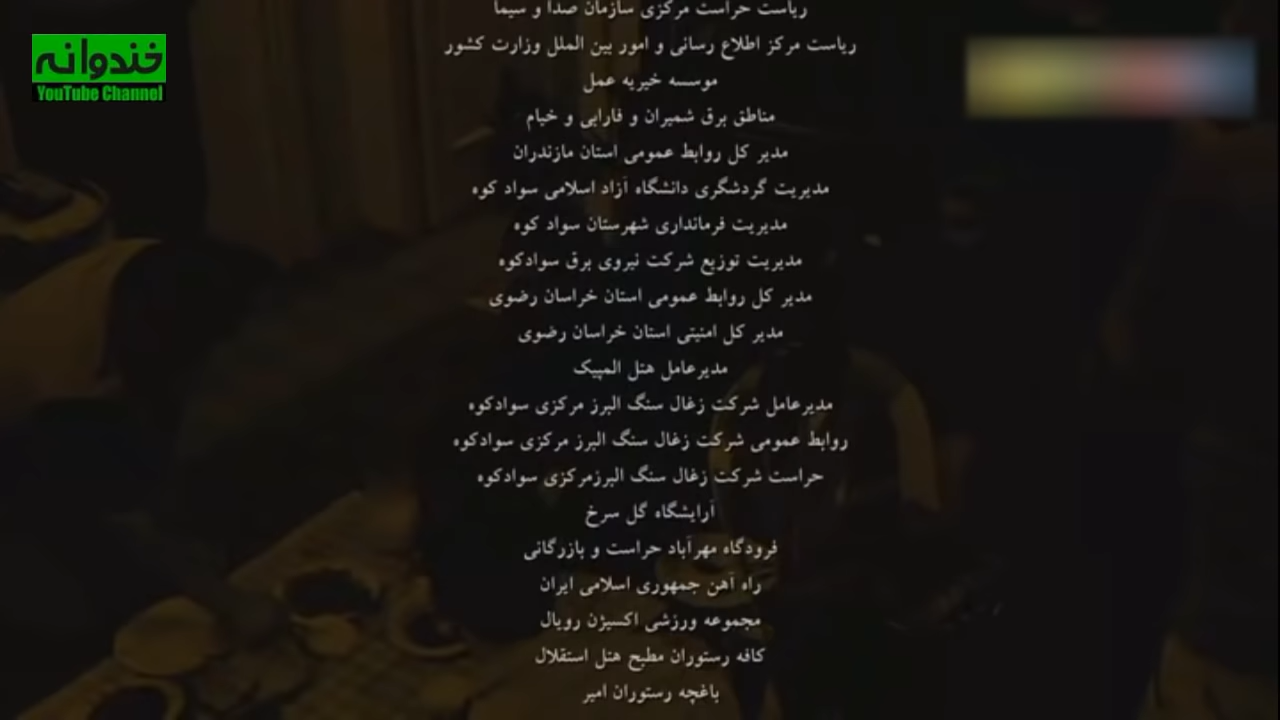 خندوانه
YouTube Channel
ریاست حراست مرکزی سازمان صدا و سیما
ریاست مرکز اطلاع رسانی و امور بین الملل وزارت کشور
موسسه خیریه عمل
مناطق برق شمیران و فارابی و خیام
مدیر کل روابط عمومی استان مازندران
مدیریت گردشگری دانشگاه آزاد اسلامی سواد کوه
مدیریت فرمانداری شهرستان سواد کوه
مدیریت توزیع شرکت نیروی برق سوادکوه
مدیر کل روابط عمومی استان خراسان رضوی
مدیر کل امنیتی استان خراسان رضوی
مدیرعامل هتل المپیک
مدیرعامل شرکت زغال سنگ البرز مرکزی سوادکوه
روابط عمومی شرکت زغال سنگ البرز مرکزی سوادکوه
حراست شرکت زغال سنگ البرزمرکزی سوادکوه
آرایشگاه گل سرخ
فرودگاه مهرآباد حراست و بازرگانی
راه آهن جمهوری اسلامی ایران
مجموعه ورزشی اکسیژن رویال
کافه رستوران مطبخ هتل استقلال
باغچه رستوران امیر